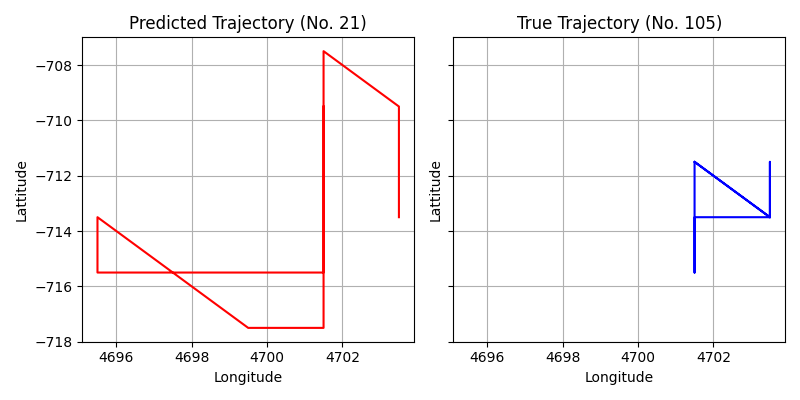 Predicted Trajectory (No. 21)
True Trajectory (No. 105)
−708
−710
−712
−714
−716
−718
Lattitude
4696 4698 4700 4702
Longitude
Lattitude
4696 4698 4700 4702
Longitude